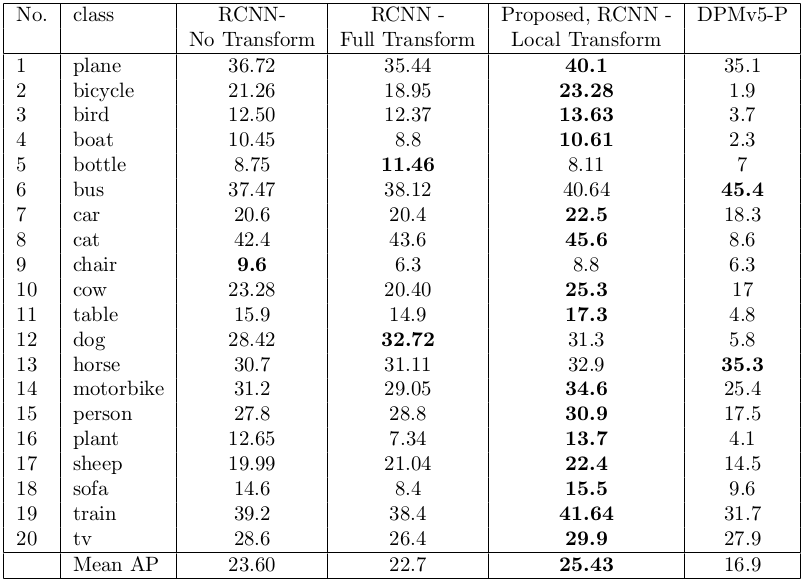 No. class RCNN- RCNN - Proposed, RCNN - DPMv5-P
No Transform Full Transform Local Transform
1 plane 36.72 35.44 40.1 35.1
2 bicycle 21.26 18.95 23.28 1.9
3 bird 12.50 12.37 13.63 3.7
4 boat 10.45 8.8 10.61 2.3
5 bottle 8.75 11.46 8.11 7
6 bus 37.47 38.12 40.64 45.4
7 car 20.6 20.4 22.5 18.3
8 cat 42.4 43.6 45.6 8.6
9 chair 9.6 6.3 8.8 6.3
10 cow 23.28 20.40 25.3 17
11 table 15.9 14.9 17.3 4.8
12 dog 28.42 32.72 31.3 5.8
13 horse 30.7 31.11 32.9 35.3
14 motorbike 31.2 29.05 34.6 25.4
15 person 27.8 28.8 30.9 17.5
16 plant 12.65 7.34 13.7 4.1
17 sheep 19.99 21.04 22.4 14.5
18 sofa 14.6 8.4 15.5 9.6
19 train 39.2 38.4 41.64 31.7
20 tv 28.6 26.4 29.9 27.9
Mean AP 23.60 22.7 25.43 16.9